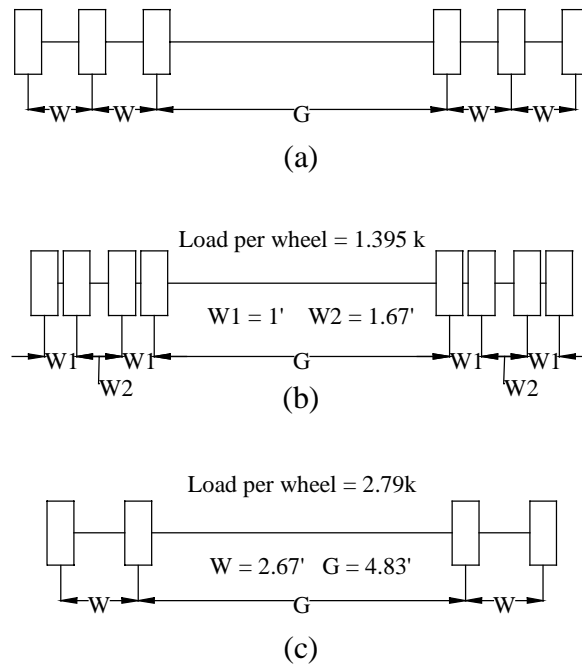 W W G W W
(a)
Load per wheel = 1.395 k
W1 = 1' W2 = 1.67'
W1 W1 G W1 W1
W2 W2
(b)
Load per wheel = 2.79k
W = 2.67' G = 4.83'
W G W
(c)